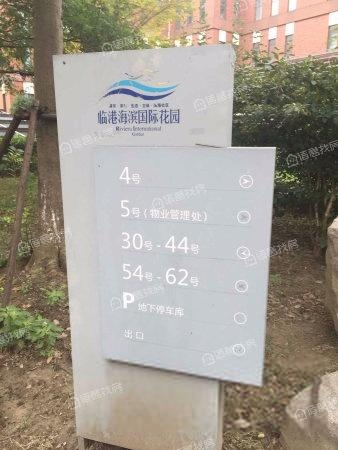 临港海滨国际花园
Riviera International
Garden
4号
5号(物业管理处)
30号-44号
54号-62号
P 地下停车库
出口